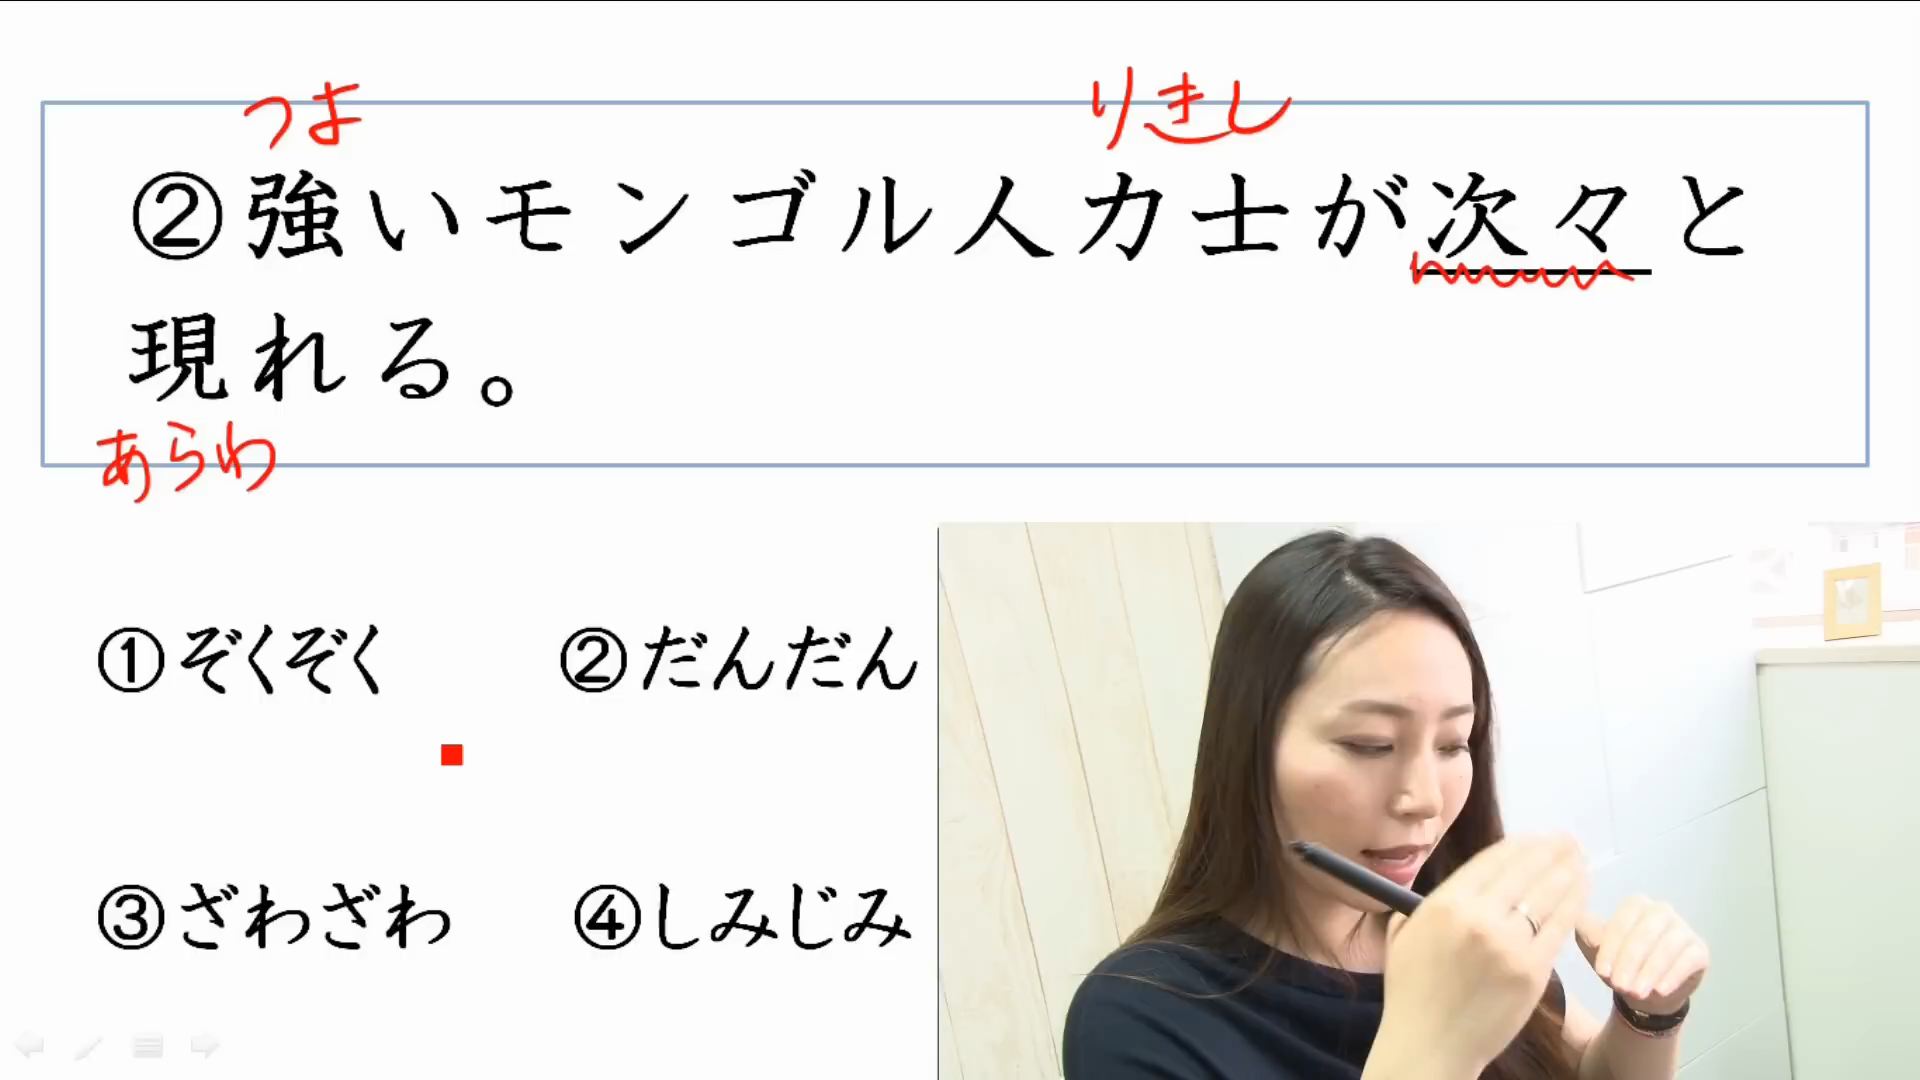 つよ りきし
②強いモンゴル人力士が次々と
現れる。
あらわ
①ぞくぞく ②だんだん
③ざわざわ ④しみじみ